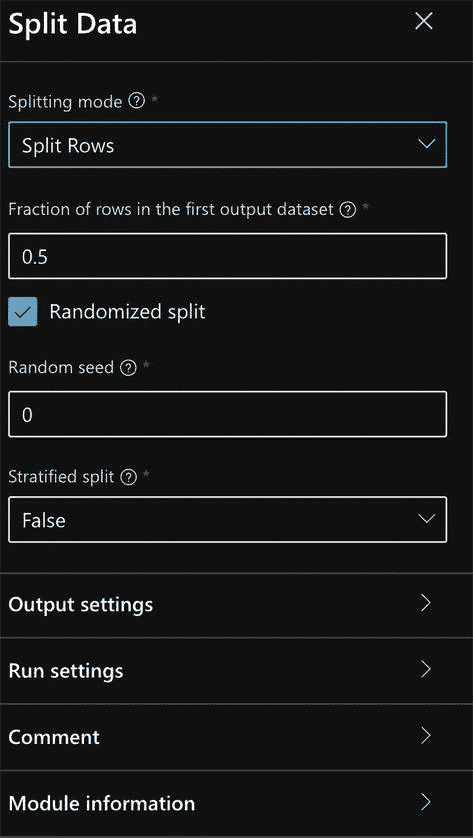 Split Data
Splitting mode ? *
Split Rows
Fraction of rows in the first output dataset ? *
0.5
Randomized split
Random seed ? *
0
Stratified split ? *
False
Output settings
Run settings
Comment
Module information